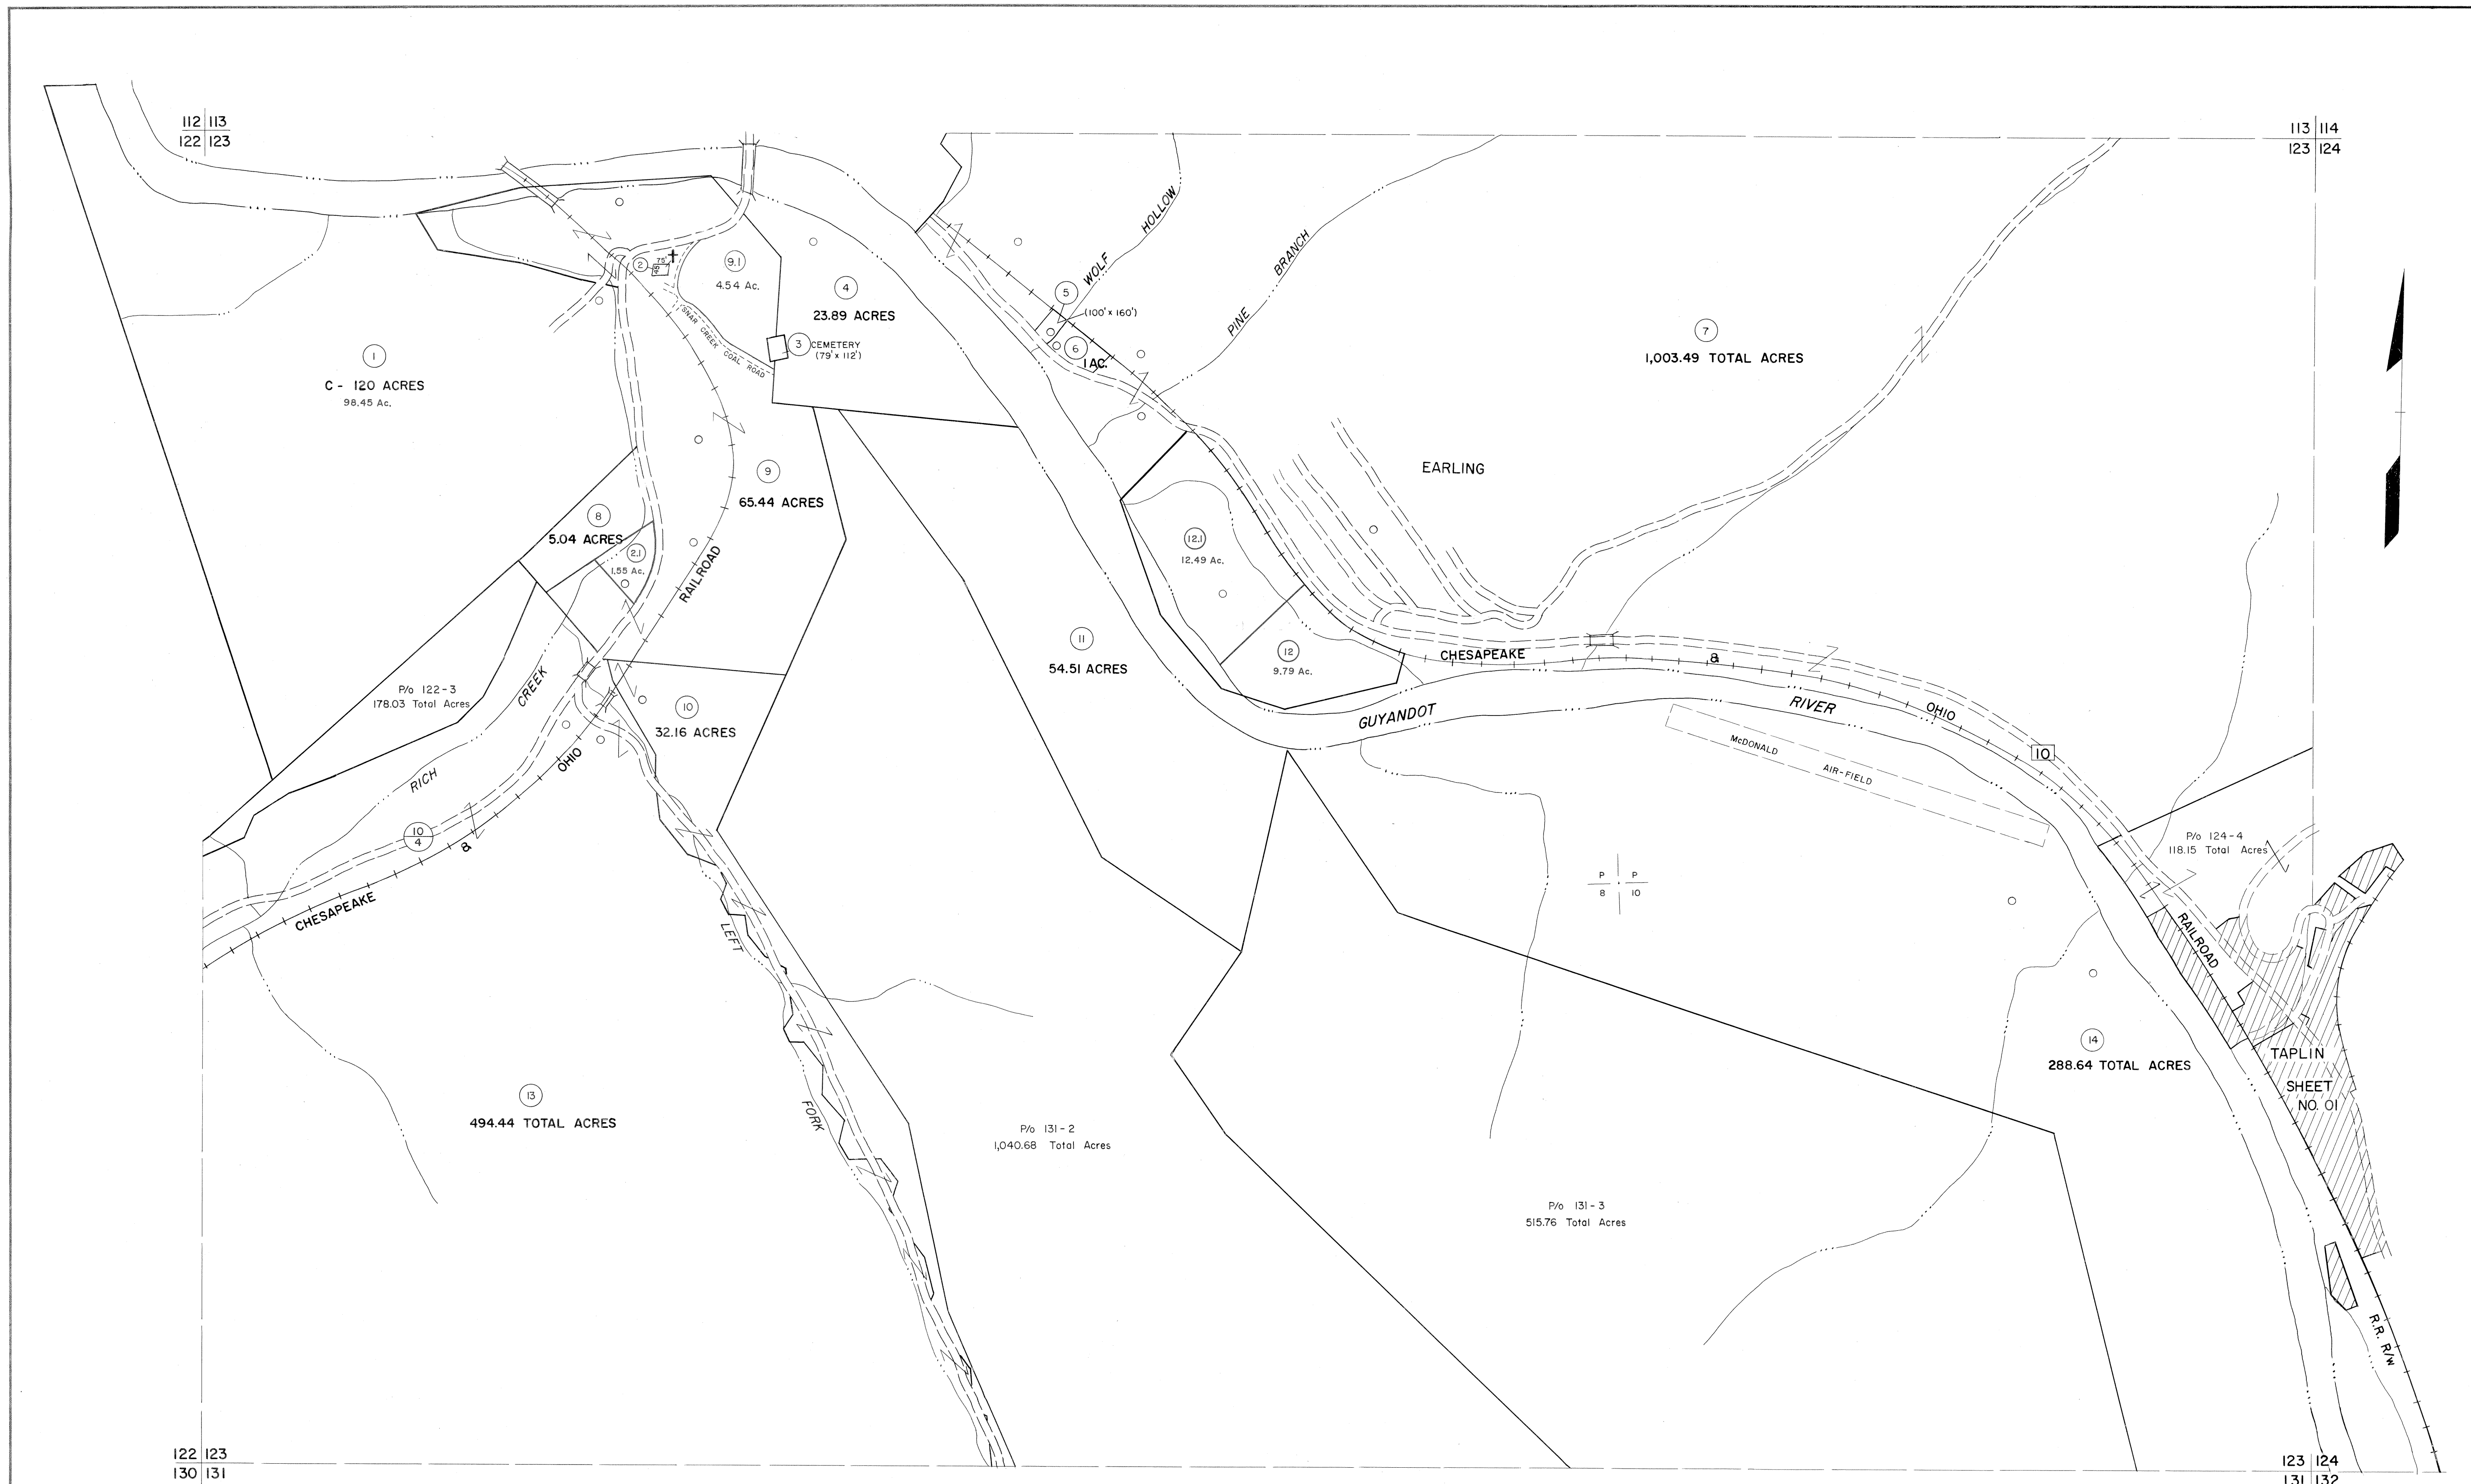 112 113
122 123
113 114
123 124
WOLF HOLLOW
PINE BRANCH
2
75'
9.1
4.54 Ac.
4
23.89 ACRES
5
(100' x 160')
6
1 AC.
3 CEMETERY
(79' x 112')
COAL ROAD
7
1,003.49 TOTAL ACRES
1
C - 120 ACRES
98.45 Ac.
EARLING
9
65.44 ACRES
8
5.04 ACRES
2.1
1.55 Ac.
RAILROAD
12.1
12.49 Ac.
11
54.51 ACRES
12
9.79 Ac.
CHESAPEAKE & OHIO
GUYANDOT RIVER
McDONALD AIR-FIELD
10
P/o 122-3
178.03 Total Acres
RICH CREEK
10
32.16 ACRES
10
4
CHESAPEAKE & OHIO
LEFT FORK
P P
8 10
P/o 124-4
118.15 Total Acres
RAILROAD
14
288.64 TOTAL ACRES
TAPLIN
SHEET
NO. 01
13
494.44 TOTAL ACRES
P/o 131-2
1,040.68 Total Acres
P/o 131-3
515.76 Total Acres
R.R. R/W
122 123
130 131
123 124
131 132